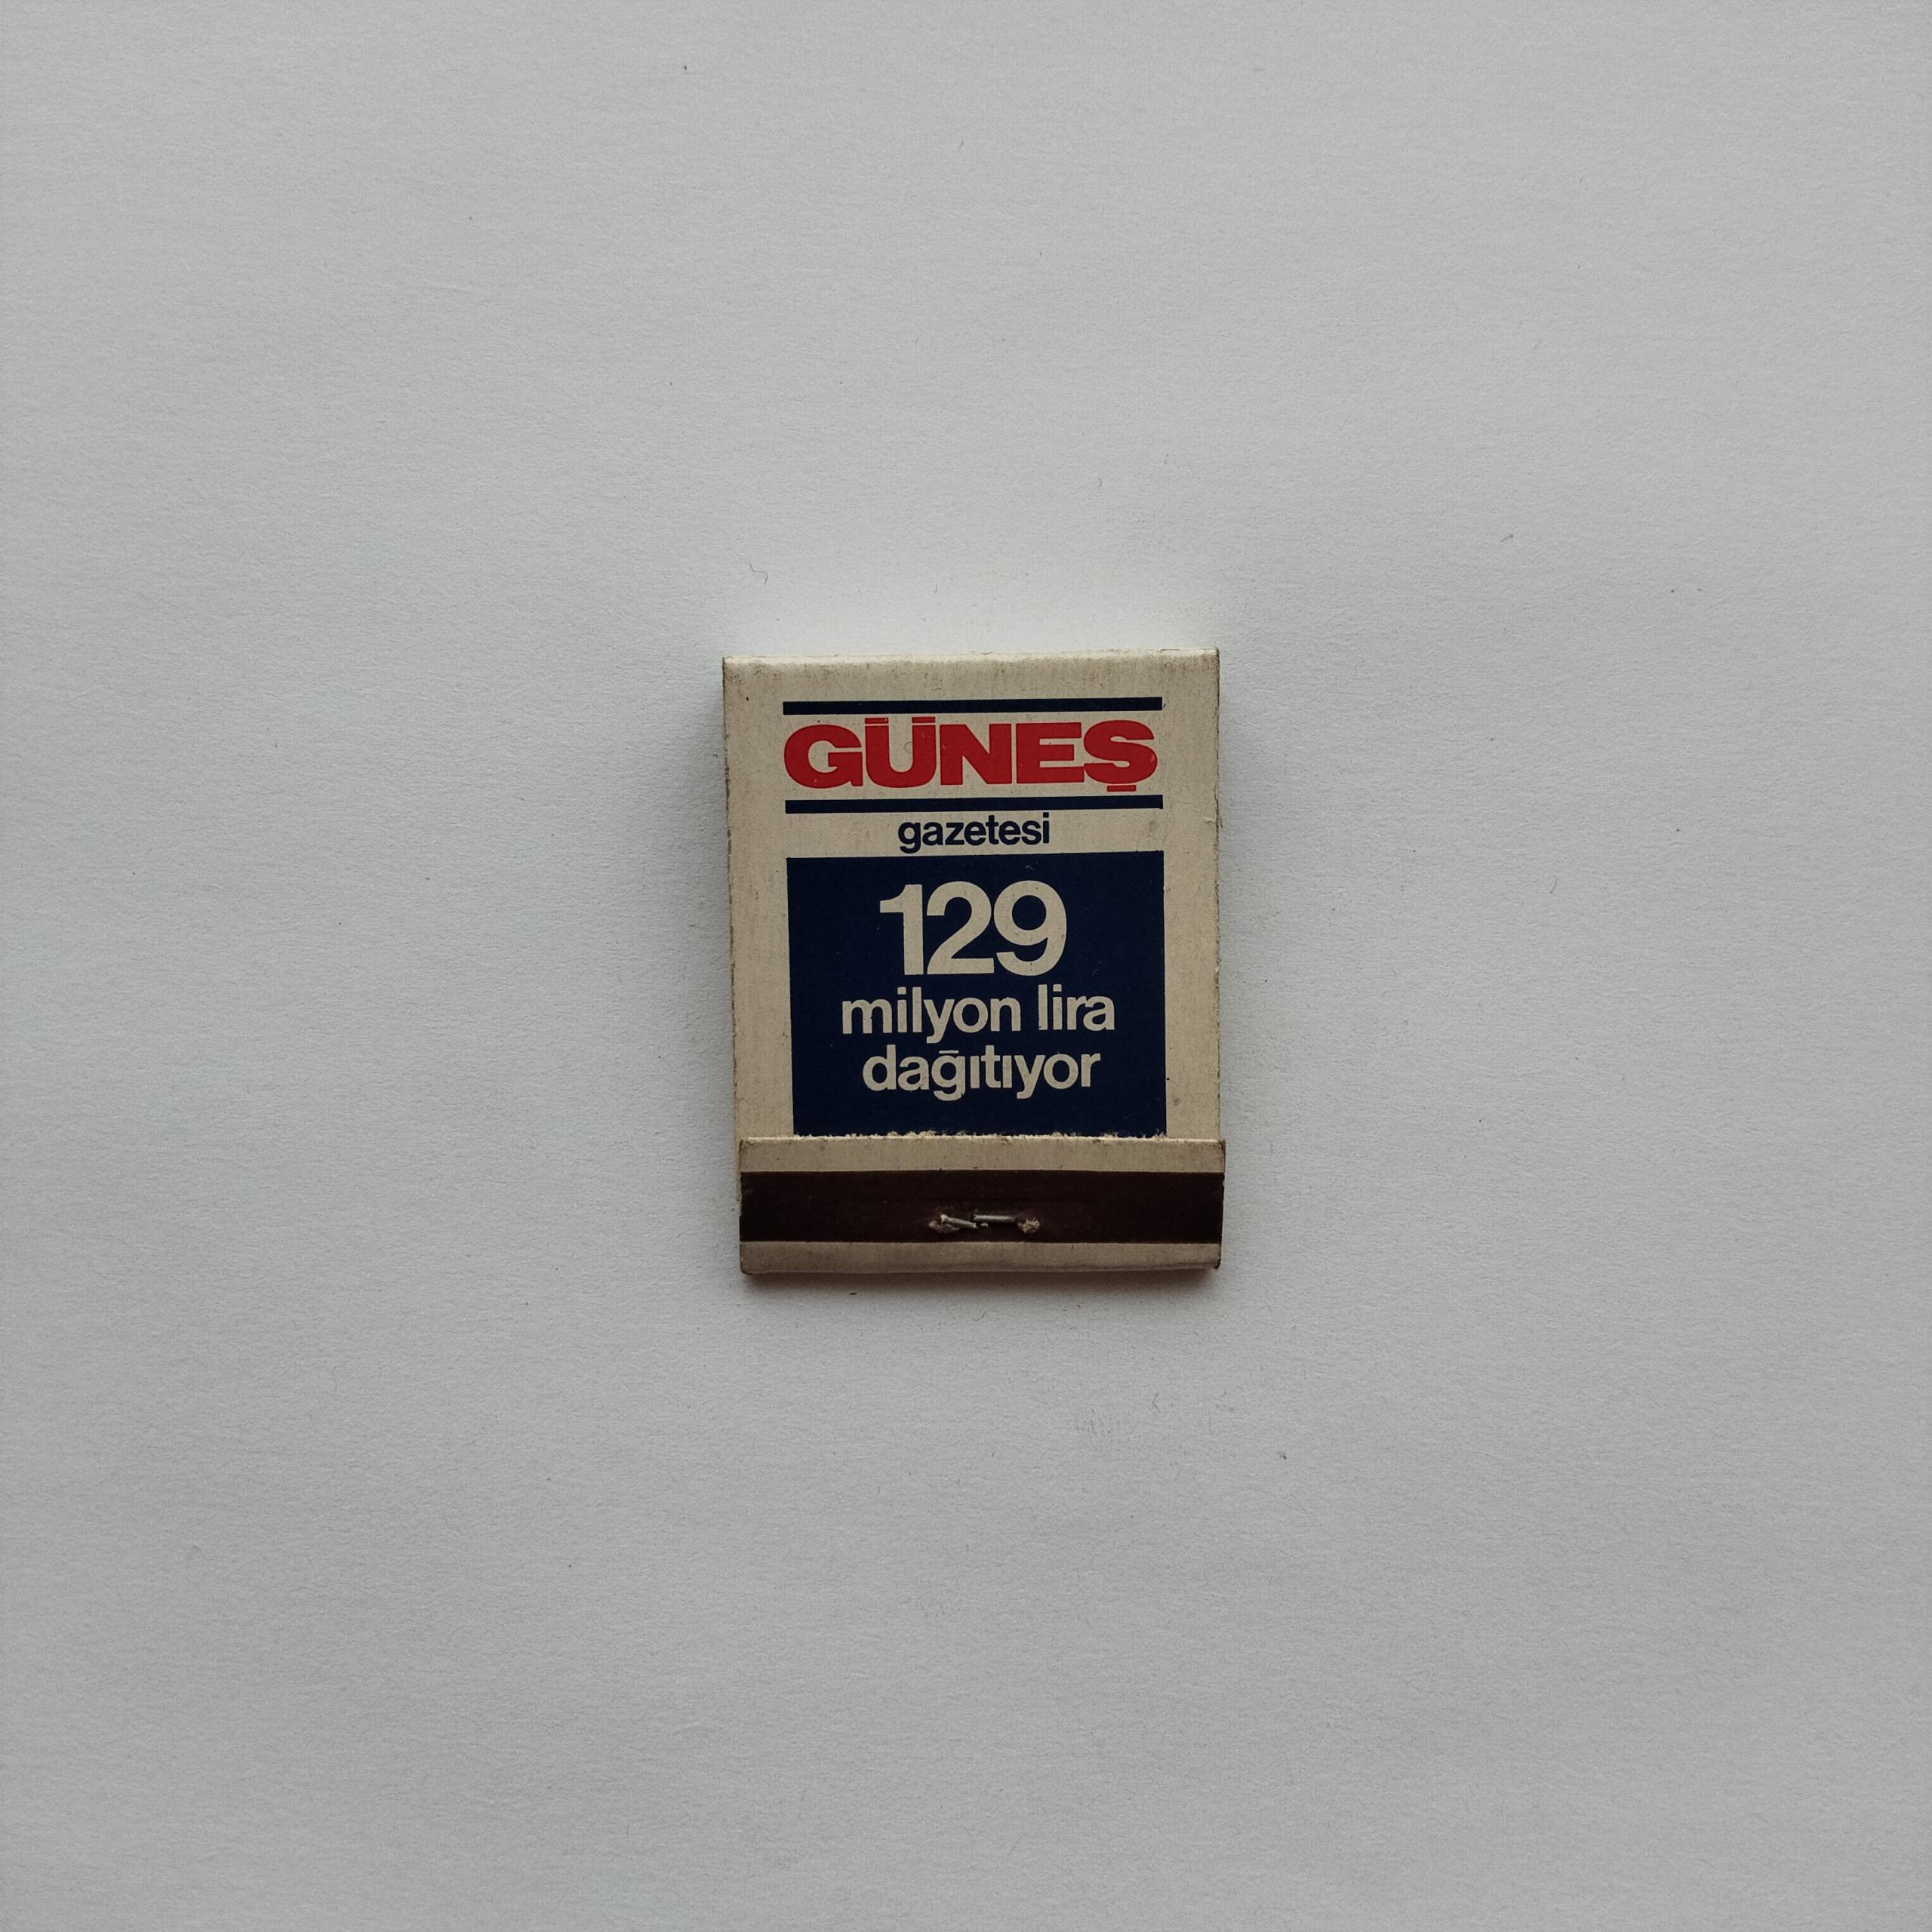 GÜNEŞ
gazetesi
129
milyon lira
dağıtıyor